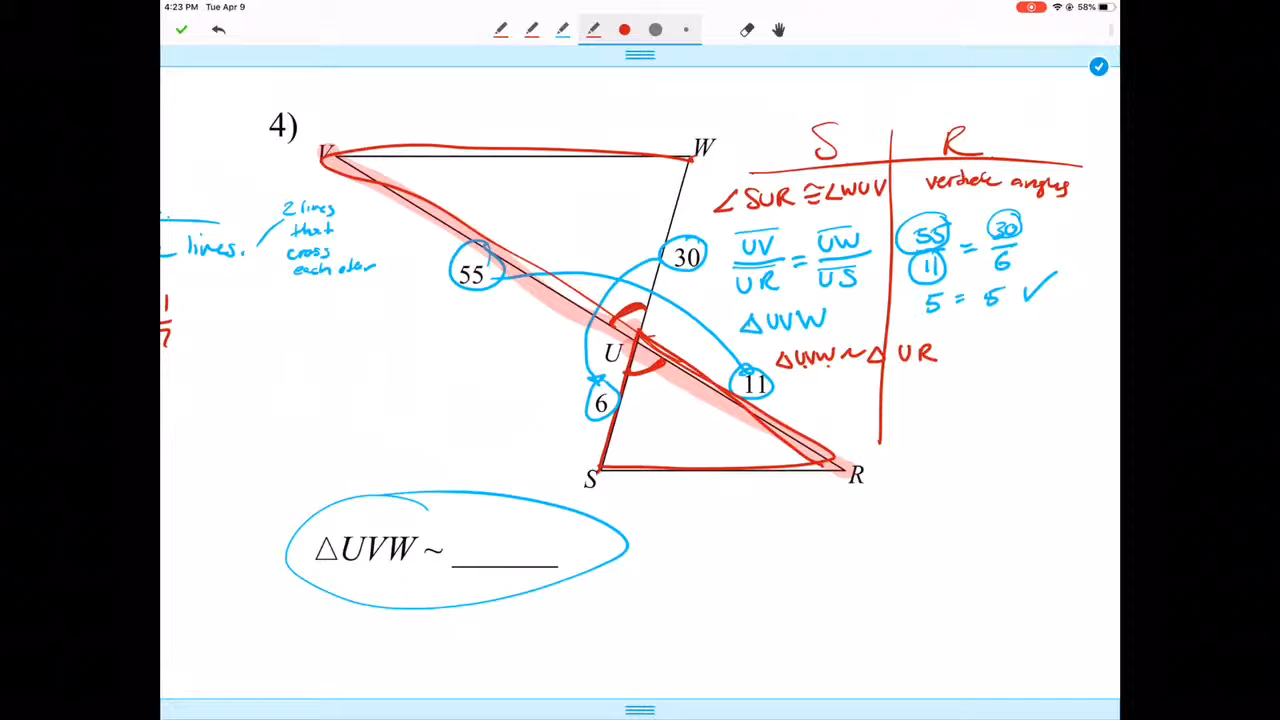 4:23 PM Tue Apr 9
58%
4)
V
W
S
R
∠SUR ≅ ∠WUV
vertical angles
2 lines
that
cross
each other
lines.
55
30
UV/UR = UW/US
55/11 = 30/6
5 = 5 ✓
△UVW
△UVW ~ △ UR
U
6
11
S
R
△UVW ~ ______